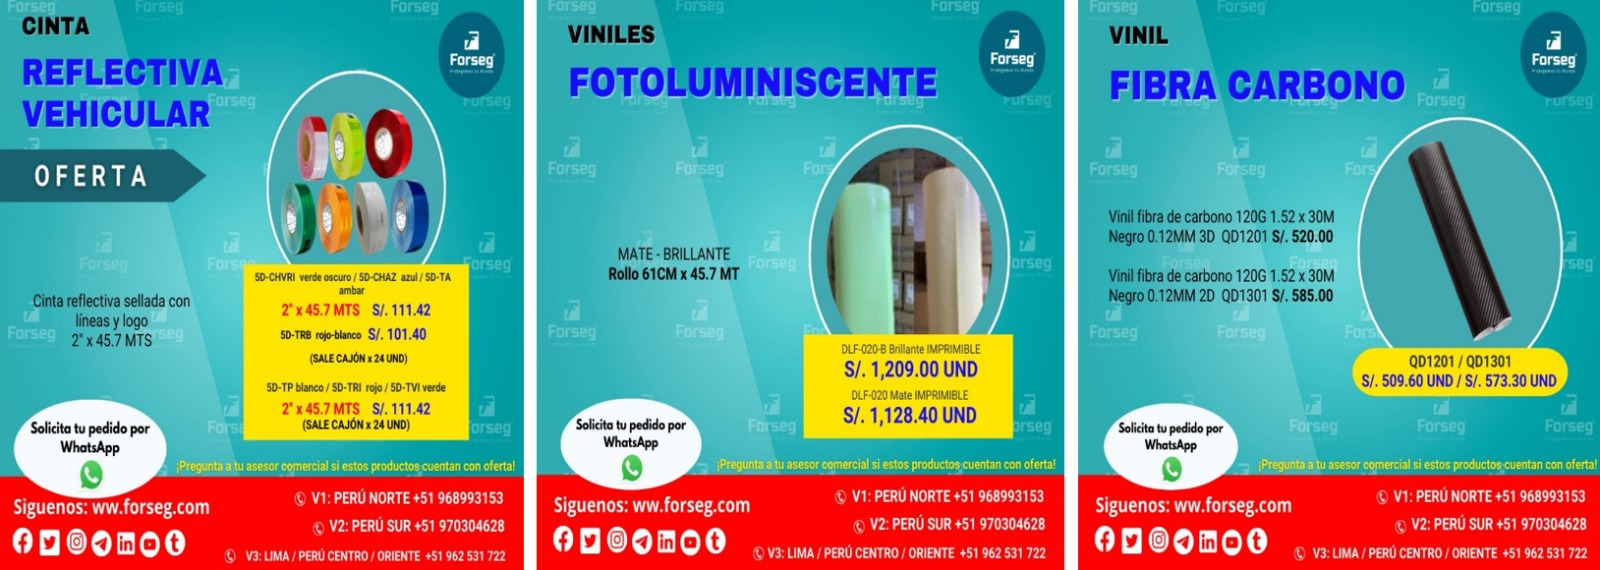 CINTA
REFLECTIVA
VEHICULAR
Forseg
Protegemos tu Mundo
OFERTA
5D-CHVRI verde oscuro / 5D-CHAZ azul / 5D-TA
ambar
2" x 45.7 MTS S/. 111.42
5D-TRB rojo-blanco S/. 101.40
(SALE CAJÓN x 24 UND)
5D-TP blanco / 5D-TRI rojo / 5D-TVI verde
2" x 45.7 MTS S/. 111.42
(SALE CAJÓN x 24 UND)
Cinta reflectiva sellada con
líneas y logo
2" x 45.7 MTS
Solicita tu pedido por
WhatsApp
¡Pregunta a tu asesor comercial si estos productos cuentan con oferta!
Siguenos: ww.forseg.com
V1: PERÚ NORTE +51 968993153
V2: PERÚ SUR +51 970304628
V3: LIMA / PERÚ CENTRO / ORIENTE +51 962 531 722
VINILES
FOTOLUMINISCENTE
Forseg
Protegemos tu Mundo
MATE - BRILLANTE
Rollo 61CM x 45.7 MT
DLF-020-B Brillante IMPRIMIBLE
S/. 1,209.00 UND
DLF-020 Mate IMPRIMIBLE
S/. 1,128.40 UND
Solicita tu pedido por
WhatsApp
¡Pregunta a tu asesor comercial si estos productos cuentan con oferta!
Siguenos: ww.forseg.com
V1: PERÚ NORTE +51 968993153
V2: PERÚ SUR +51 970304628
V3: LIMA / PERÚ CENTRO / ORIENTE +51 962 531 722
VINIL
FIBRA CARBONO
Forseg
Protegemos tu Mundo
Vinil fibra de carbono 120G 1.52 x 30M
Negro 0.12MM 3D QD1201 S/. 520.00
Vinil fibra de carbono 120G 1.52 x 30M
Negro 0.12MM 2D QD1301 S/. 585.00
QD1201 / QD1301
S/. 509.60 UND / S/. 573.30 UND
Solicita tu pedido por
WhatsApp
¡Pregunta a tu asesor comercial si estos productos cuentan con oferta!
Siguenos: ww.forseg.com
V1: PERÚ NORTE +51 968993153
V2: PERÚ SUR +51 970304628
V3: LIMA / PERÚ CENTRO / ORIENTE +51 962 531 722